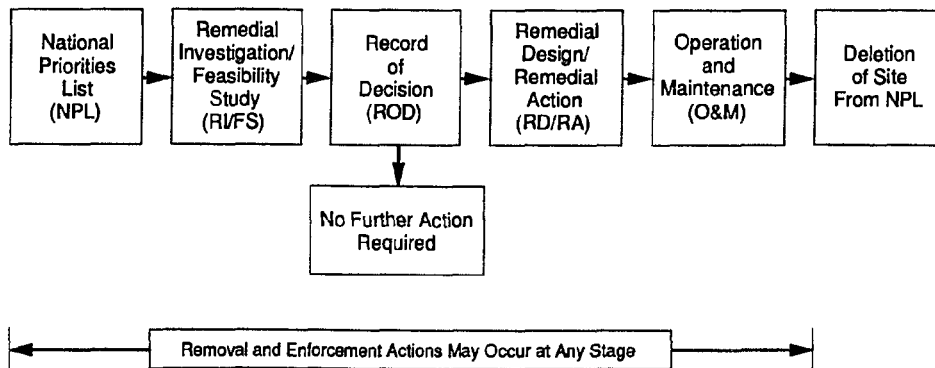 National
Priorities
List
(NPL)
Remedial
Investigation/
Feasibility
Study
(RI/FS)
Record
of
Decision
(ROD)
Remedial
Design/
Remedial
Action
(RD/RA)
Operation
and
Maintenance
(O&M)
Deletion
of Site
From NPL
No Further Action
Required
Removal and Enforcement Actions May Occur at Any Stage